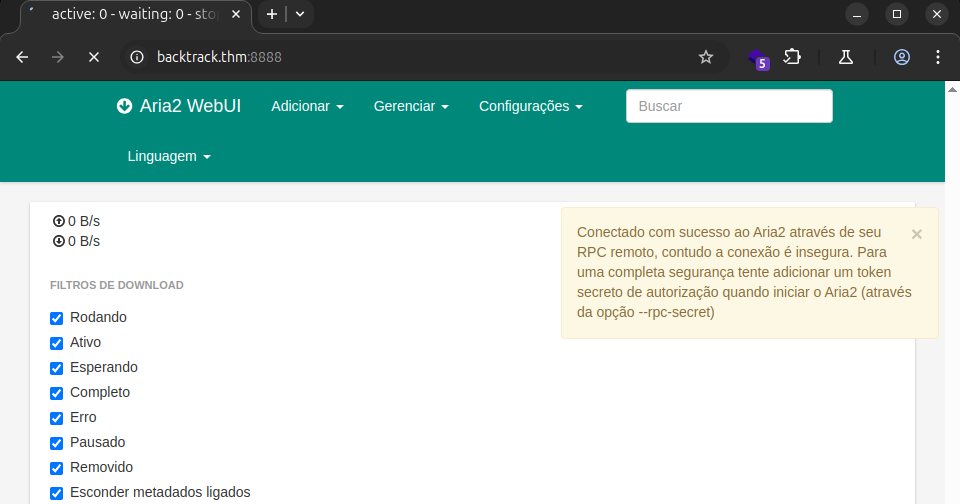 active: 0 - waiting: 0 - sto
backtrack.thm:8888
5
Aria2 WebUI
Adicionar
Gerenciar
Configurações
Buscar
Linguagem
0 B/s
0 B/s
Conectado com sucesso ao Aria2 através de seu
RPC remoto, contudo a conexão é insegura. Para
uma completa segurança tente adicionar um token
secreto de autorização quando iniciar o Aria2 (através
da opção --rpc-secret)
×
FILTROS DE DOWNLOAD
Rodando
Ativo
Esperando
Completo
Erro
Pausado
Removido
Esconder metadados ligados